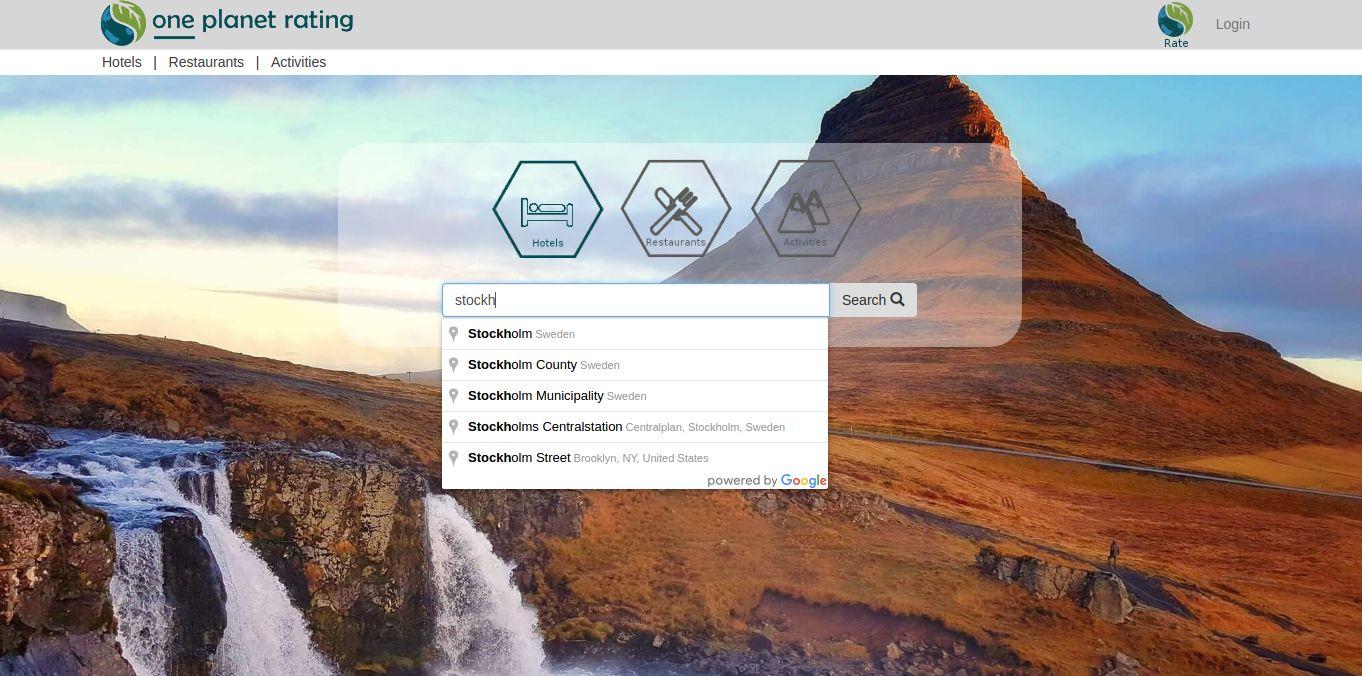 one planet rating
Rate
Login
Hotels | Restaurants | Activities
Hotels
Restaurants
Activities
stockh
Search
Stockholm Sweden
Stockholm County Sweden
Stockholm Municipality Sweden
Stockholms Centralstation Centralplan, Stockholm, Sweden
Stockholm Street Brooklyn, NY, United States
powered by Google